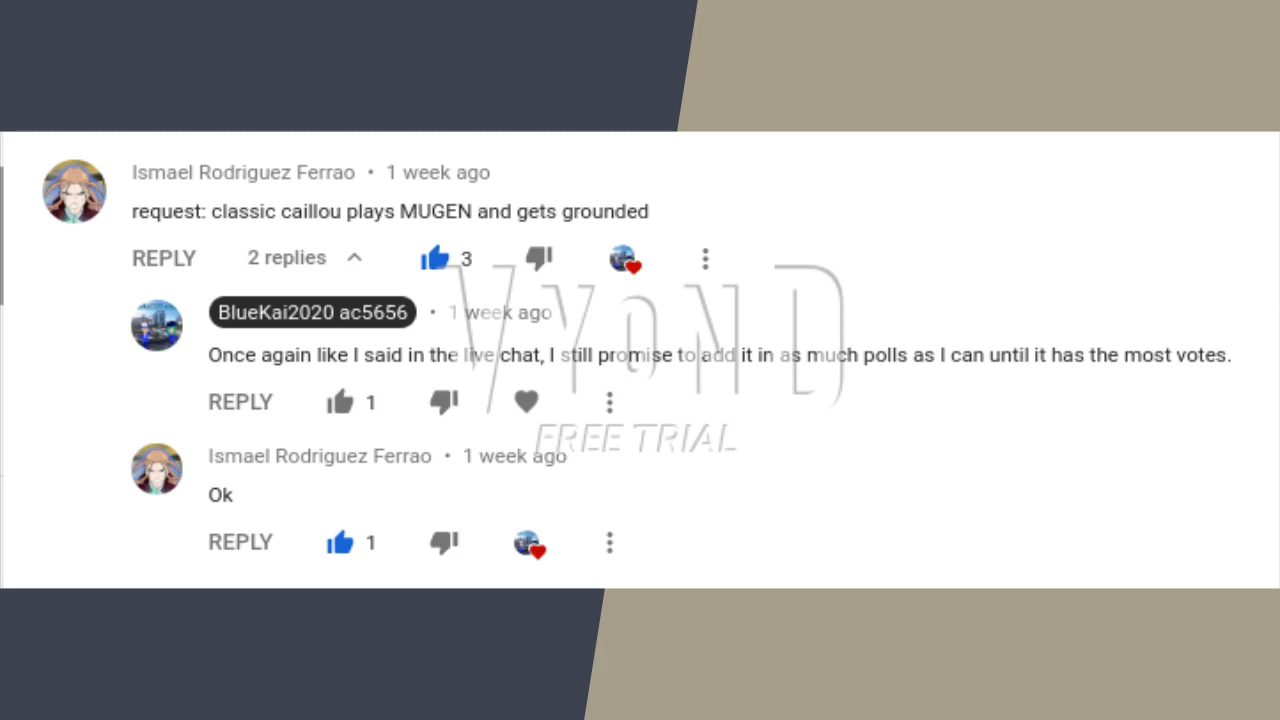 Ismael Rodriguez Ferrao • 1 week ago
request: classic caillou plays MUGEN and gets grounded
REPLY 2 replies 3
BlueKai2020 ac5656 • 1 week ago
Once again like I said in the live chat, I still promise to add it in as much polls as I can until it has the most votes.
REPLY 1
Ismael Rodriguez Ferrao • 1 week ago
Ok
REPLY 1
VYOND
FREE TRIAL